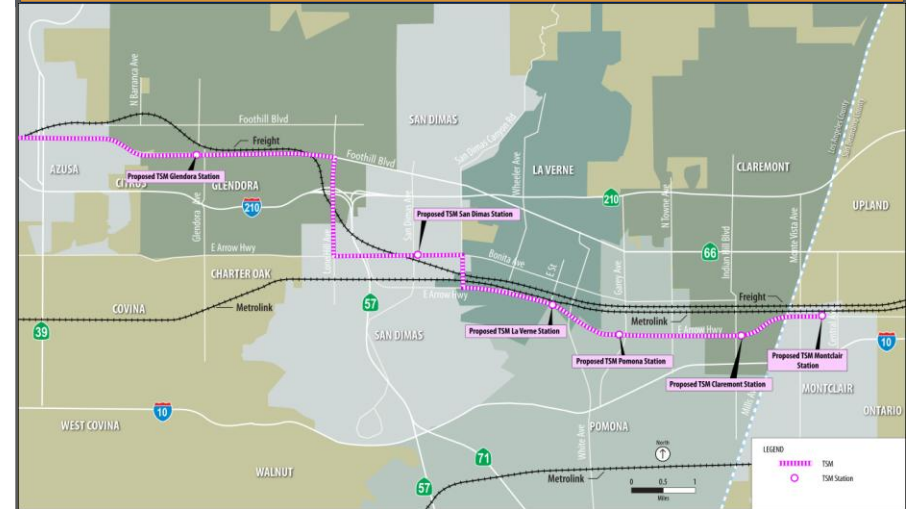 N Barranca Ave
Foothill Blvd
Freight
SAN DIMAS
San Dimas Canyon Rd
Foothill Blvd
Wheeler Ave
LA VERNE
CLAREMONT
Los Angeles County
San Bernardino County
AZUSA
CITRUS
Proposed TSM Glendora Station
GLENDORA
Glendora Ave
210
San Dimas Ave
Proposed TSM San Dimas Station
210
N Towne Ave
Indian Hill Blvd
Monte Vista Ave
UPLAND
E Arrow Hwy
CHARTER OAK
Bonita Ave
E St
Garey Ave
66
Freight
Metrolink
COVINA
Metrolink
57
E Arrow Hwy
SAN DIMAS
39
Proposed TSM La Verne Station
E Arrow Hwy
Proposed TSM Pomona Station
Proposed TSM Claremont Station
Proposed TSM Montclair
Station
10
MONTCLAIR
ONTARIO
10
WEST COVINA
71
57
White Ave
POMONA
WALNUT
Metrolink
North
0 0.5 1
Miles
LEGEND
TSM
TSM Station